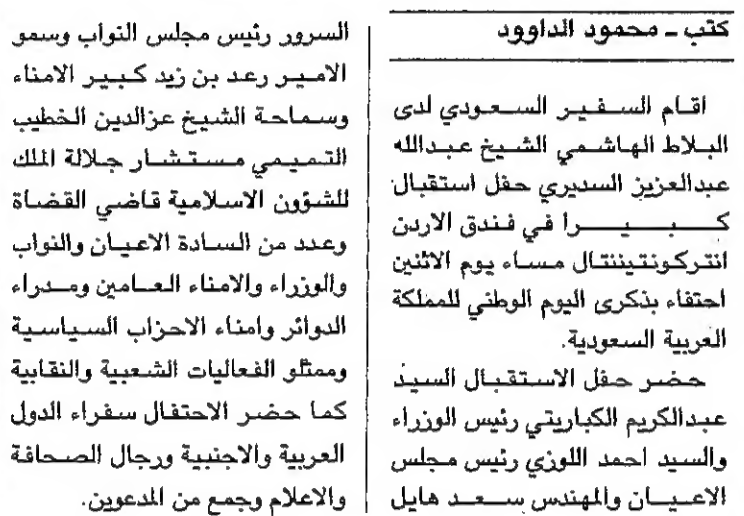 كتب ـ محمود الداوود
اقام السفير السعودي لدى
البلاط الهاشمي الشيخ عبدالله
عبدالعزيز السديري حفل استقبال
كبيرا في فندق الاردن
انتركونتيننتال مساء يوم الاثنين
احتفاء بذكرى اليوم الوطني للمملكة
العربية السعودية.
حضر حفل الاستقبال السيد
عبدالكريم الكباريتي رئيس الوزراء
والسيد احمد اللوزي رئيس مجلس
الاعيان والمهندس سعد هايل
السرور رئيس مجلس النواب وسمو
الامير رعد بن زيد كبير الامناء
وسماحة الشيخ عزالدين الخطيب
التميمي مستشار جلالة الملك
للشؤون الاسلامية قاضي القضاة
وعدد من السادة الاعيان والنواب
والوزراء والامناء العامين ومدراء
الدوائر وامناء الاحزاب السياسية
وممثلو الفعاليات الشعبية والنقابية
كما حضر الاحتفال سفراء الدول
العربية والاجنبية ورجال الصحافة
والاعلام وجمع من المدعوين.